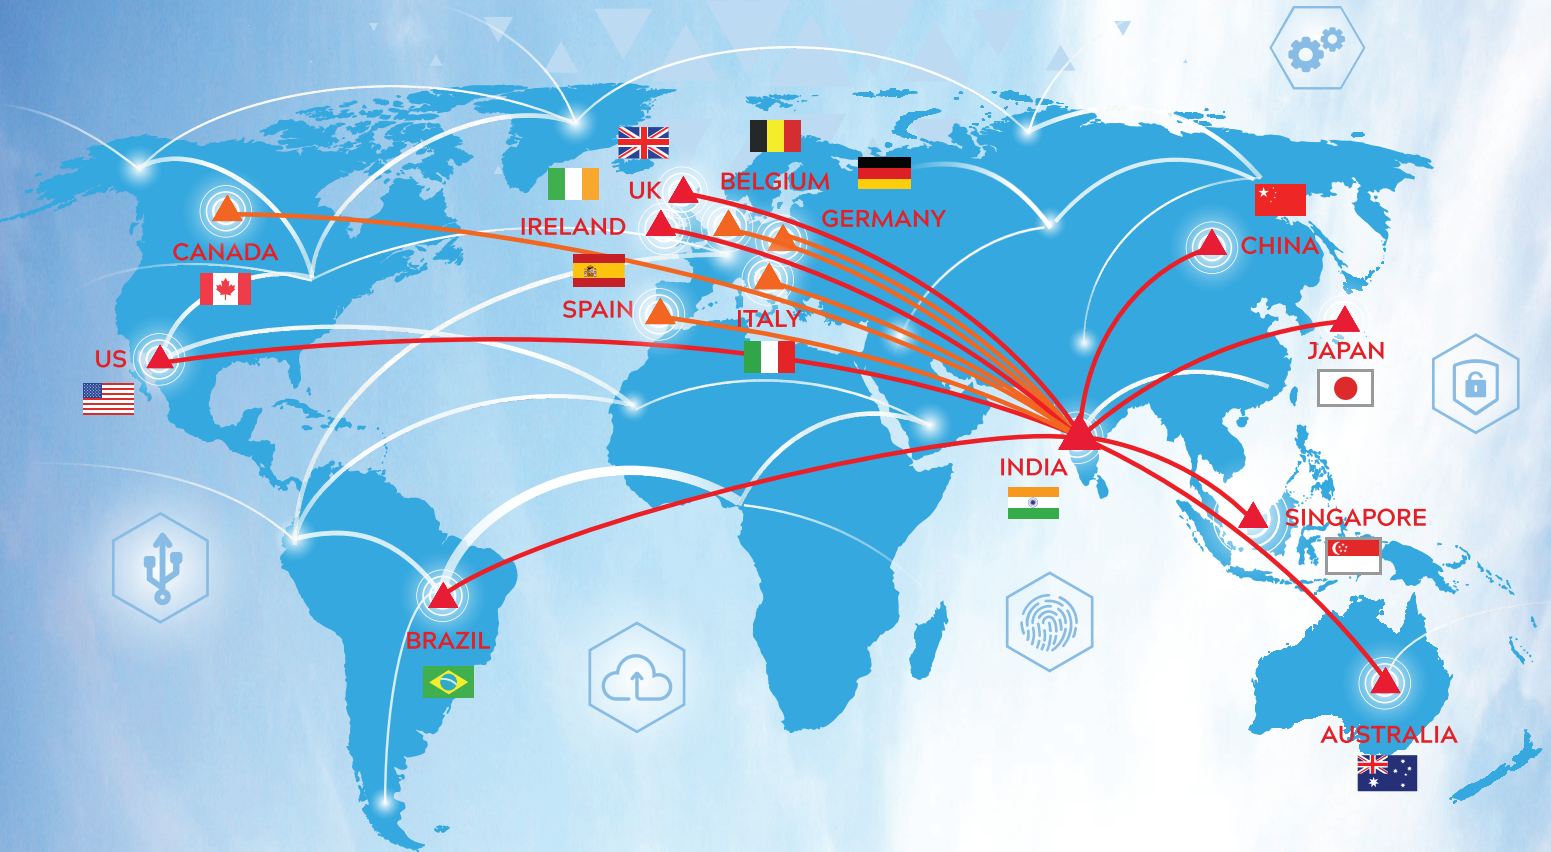 UK
BELGIUM
IRELAND
GERMANY
CANADA
CHINA
SPAIN
ITALY
US
JAPAN
INDIA
SINGAPORE
BRAZIL
AUSTRALIA